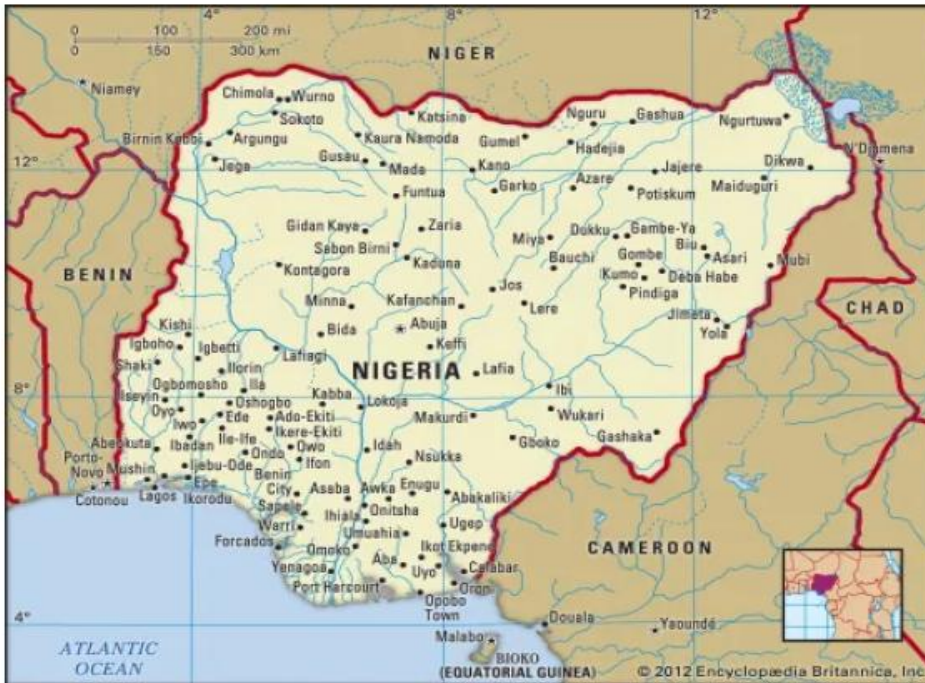 4° 8° 12°
0 100 200 mi
0 150 300 km
NIGER
Niamey
Chimola Wurno
Katsina
Sokoto
Nguru Gashua
Ngurtuwa
Birnin Kebbi
Argungu
Kaura Namoda
Gumel
Hadejia
N'Djamena
12°
Jega
Gusau
Mada
Kano
Jajere
Dikwa
Garko
Azare
Potiskum
Maiduguri
Funtua
Gidan Kaya
Zaria
Dukku Gambe-Ya
Miya
Sabon Birni
Biu
BENIN
Kontagora
Kaduna
Bauchi
Gombe
Asari
Mubi
Kumo
Deba Habe
Jos
Pindiga
Minna
Kafanchan
Lere
CHAD
Jimeta
Kishi
Bida
Abuja
Yola
Igboho
Igbetti
Lafiagi
Keffi
Shaki
Ilorin
NIGERIA
Lafia
Ogbomosho
Ila
Ibi
8°
Iseyin
Oshogbo
Kabba
Lokoja
Oyo
Ede
Ado-Ekiti
Makurdi
Wukari
Iwo
Ikere-Ekiti
Abeokuta
Ile-Ife
Gboko
Gashaka
Ibadan
Owo
Idah
Porto-
Novo
Ondo
Nsukka
Mushin
Ijebu-Ode
Ifon
Benin
City
Cotonou
Lagos
Epe
Ikorodu
Asaba
Awka
Enugu
Abakaliki
Sapele
Onitsha
Ihiala
Warri
Ugep
Umuahia
Forcados
CAMEROON
Omoko
Ikot Ekpene
Aba
Yenagoa
Uyo
Calabar
Port Harcourt
Oron
Opobo
Town
4°
Douala
Malabo
Yaoundé
ATLANTIC
OCEAN
BIOKO
(EQUATORIAL GUINEA)
© 2012 Encyclopædia Britannica, Inc